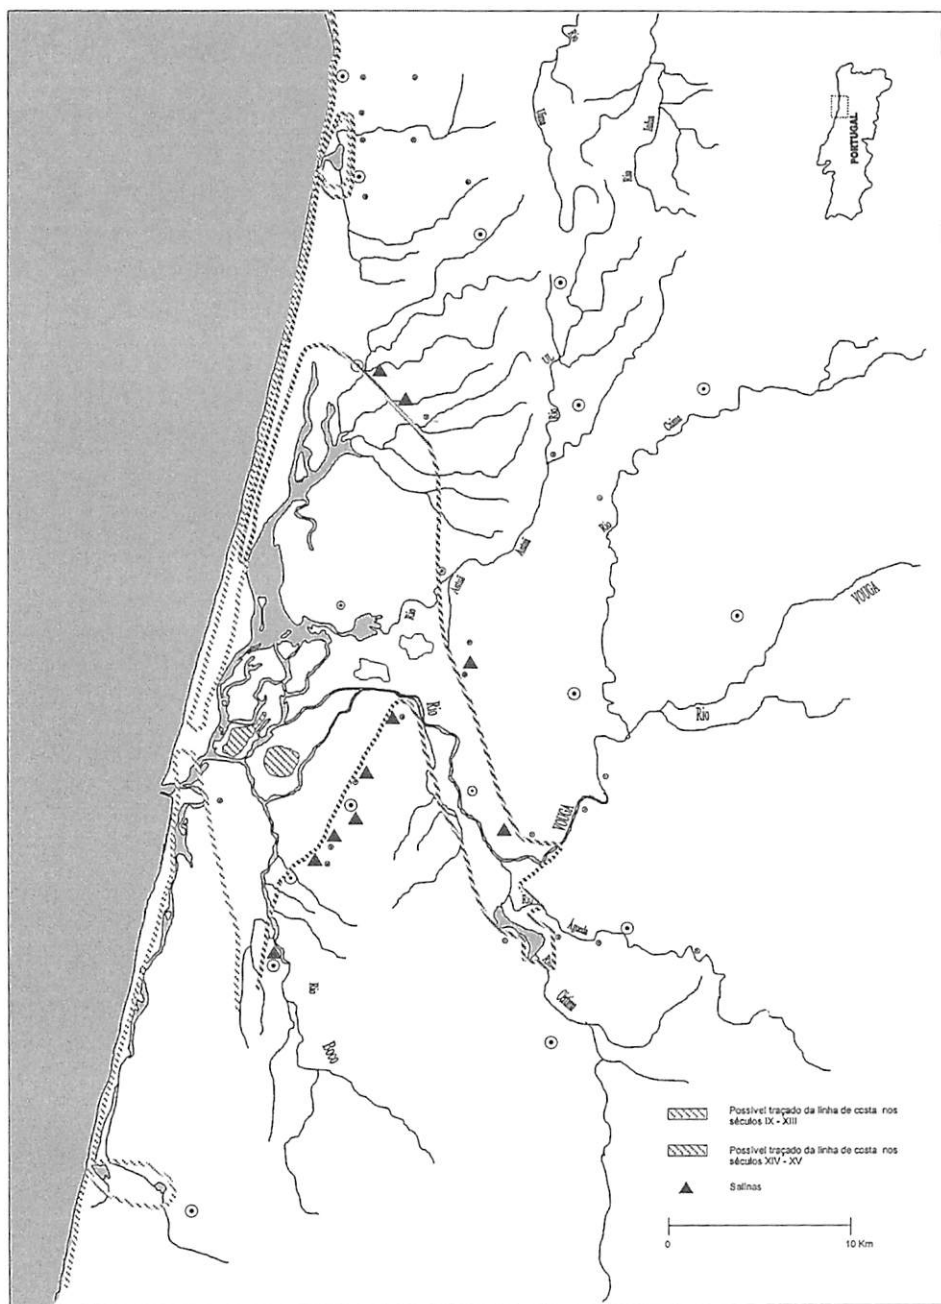 PORTUGAL
Rio
Caima
Rio
Rio
Antuã
Rio
Antuã
VOUGA
Rio
Rio
VOUGA
Águeda
Cértima
Rio
Boco
Possível traçado da linha de costa nos
séculos IX - XIII
Possível traçado da linha de costa nos
séculos XIV - XV
Salinas
0
10 Km